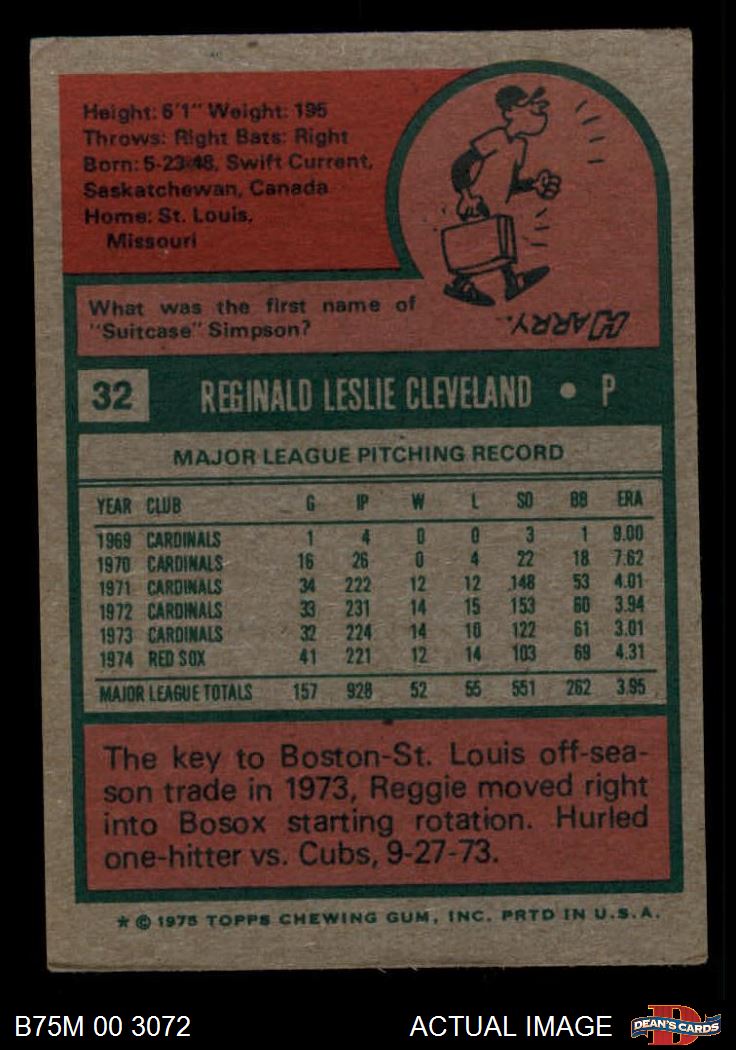 Height: 6'1" Weight: 195
Throws: Right Bats: Right
Born: 5-23-48, Swift Current,
Saskatchewan, Canada
Home: St. Louis,
Missouri
What was the first name of
"Suitcase" Simpson?
HARRY...
32 REGINALD LESLIE CLEVELAND • P
MAJOR LEAGUE PITCHING RECORD
YEAR CLUB G IP W L SO BB ERA
1969 CARDINALS 1 4 0 0 3 1 9.00
1970 CARDINALS 16 26 0 4 22 18 7.62
1971 CARDINALS 34 222 12 12 148 53 4.01
1972 CARDINALS 33 231 14 15 153 60 3.94
1973 CARDINALS 32 224 14 10 122 61 3.01
1974 RED SOX 41 221 12 14 103 69 4.31
MAJOR LEAGUE TOTALS 157 928 52 55 551 262 3.95
The key to Boston-St. Louis off-sea-
son trade in 1973, Reggie moved right
into Bosox starting rotation. Hurled
one-hitter vs. Cubs, 9-27-73.
* © 1975 TOPPS CHEWING GUM, INC. PRTD IN U.S.A.
B75M 00 3072 ACTUAL IMAGE D DEAN'S CARDS